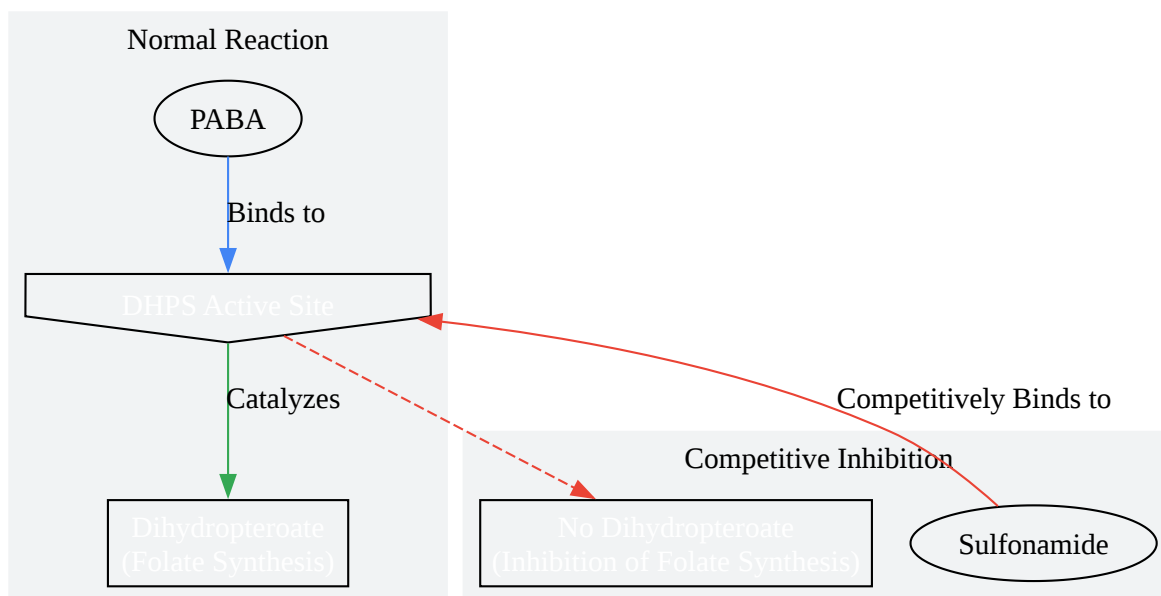 Normal Reaction
PABA
Binds to
DHPS Active Site
Catalyzes
Competitively Binds to
Competitive Inhibition
Dihydropteroate
(Folate Synthesis)
No Dihydropteroate
(Inhibition of Folate Synthesis)
Sulfonamide